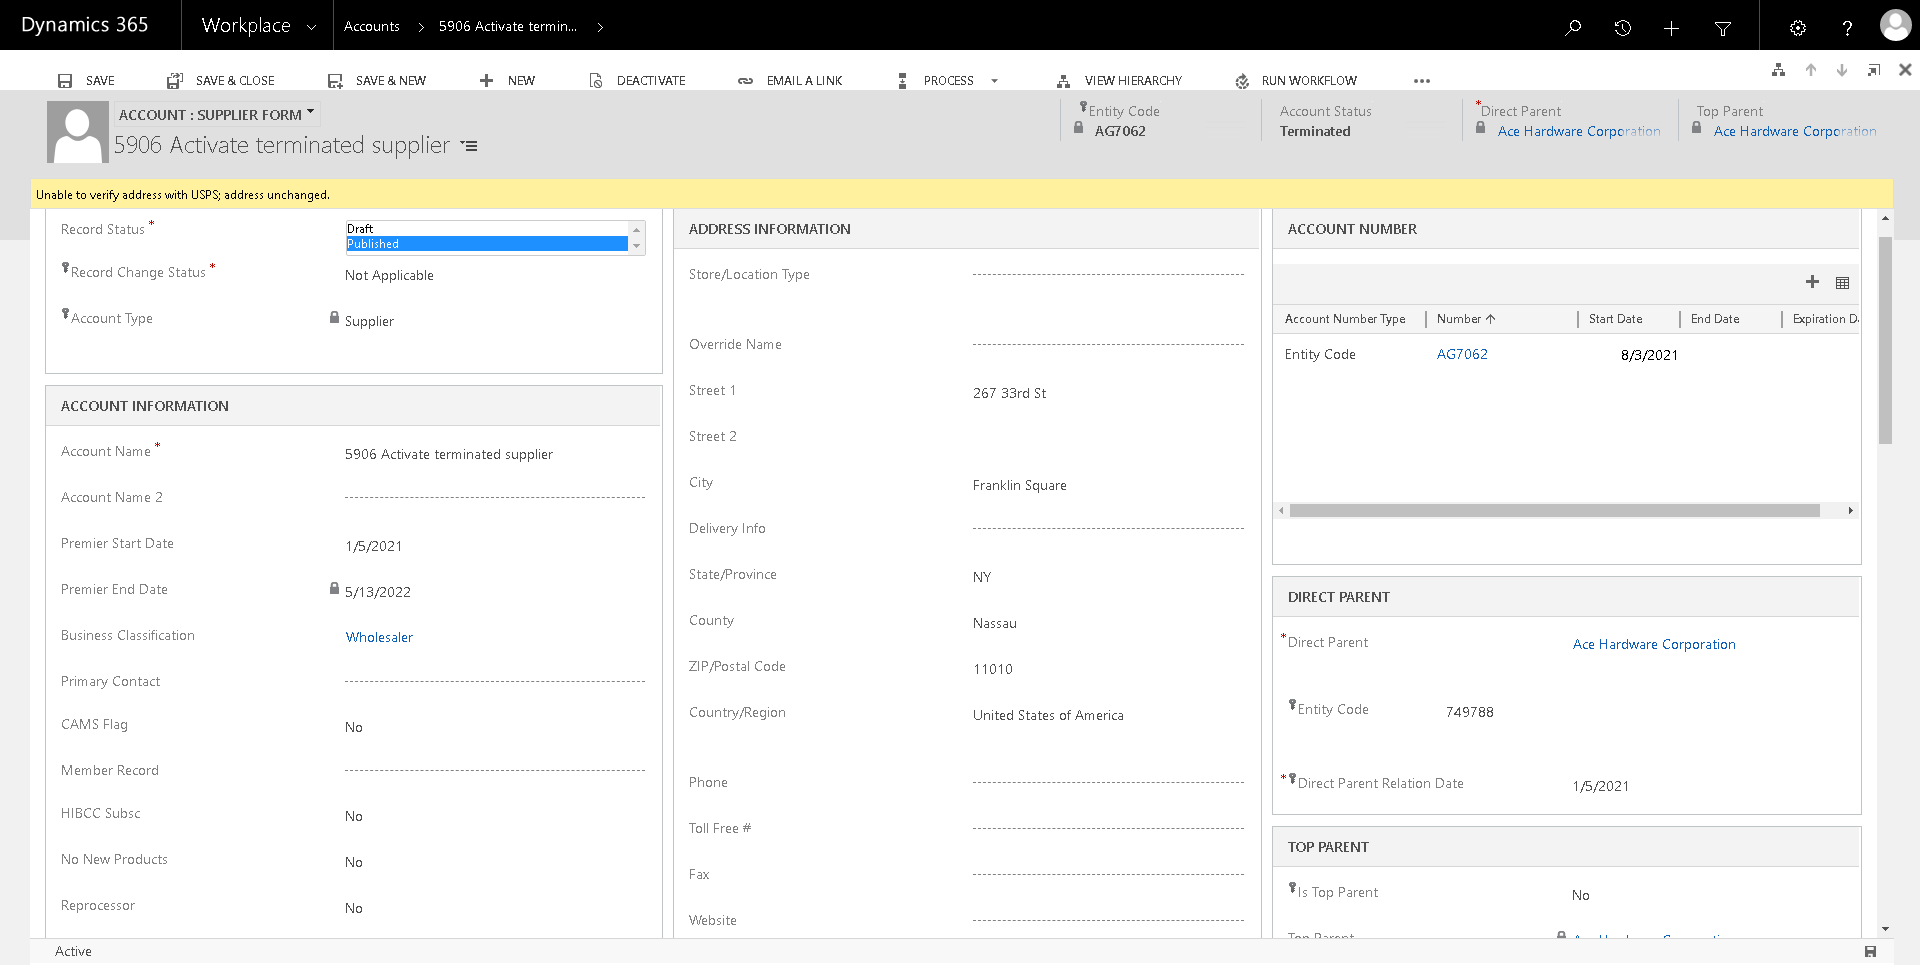 Dynamics 365
Workplace
Accounts
5906 Activate termin...
SAVE
SAVE & CLOSE
SAVE & NEW
NEW
DEACTIVATE
EMAIL A LINK
PROCESS
VIEW HIERARCHY
RUN WORKFLOW
ACCOUNT : SUPPLIER FORM
5906 Activate terminated supplier
Entity Code
AG7062
Account Status
Terminated
*Direct Parent
Ace Hardware Corporation
Top Parent
Ace Hardware Corporation
Unable to verify address with USPS; address unchanged.
Record Status *
Draft
Published
Record Change Status *
Not Applicable
Account Type
Supplier
ACCOUNT INFORMATION
Account Name *
5906 Activate terminated supplier
Account Name 2
Premier Start Date
1/5/2021
Premier End Date
5/13/2022
Business Classification
Wholesaler
Primary Contact
CAMS Flag
No
Member Record
HIBCC Subsc
No
No New Products
No
Reprocessor
No
ADDRESS INFORMATION
Store/Location Type
Override Name
Street 1
267 33rd St
Street 2
City
Franklin Square
Delivery Info
State/Province
NY
County
Nassau
ZIP/Postal Code
11010
Country/Region
United States of America
Phone
Toll Free #
Fax
Website
ACCOUNT NUMBER
Account Number Type
Number
Start Date
End Date
Expiration D
Entity Code
AG7062
8/3/2021
DIRECT PARENT
*Direct Parent
Ace Hardware Corporation
Entity Code
749788
*Direct Parent Relation Date
1/5/2021
TOP PARENT
Is Top Parent
No
Top Parent
Ace Hardware Corporation
Active